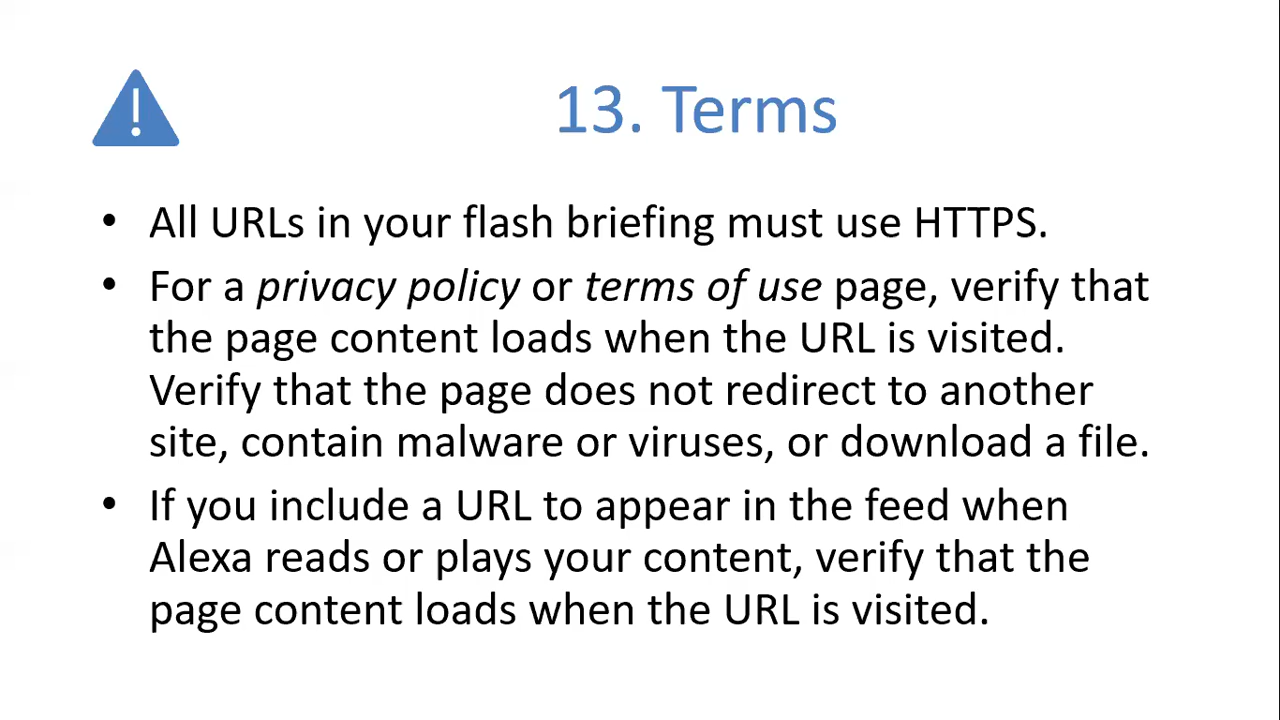 13. Terms
• All URLs in your flash briefing must use HTTPS.
• For a privacy policy or terms of use page, verify that
the page content loads when the URL is visited.
Verify that the page does not redirect to another
site, contain malware or viruses, or download a file.
• If you include a URL to appear in the feed when
Alexa reads or plays your content, verify that the
page content loads when the URL is visited.